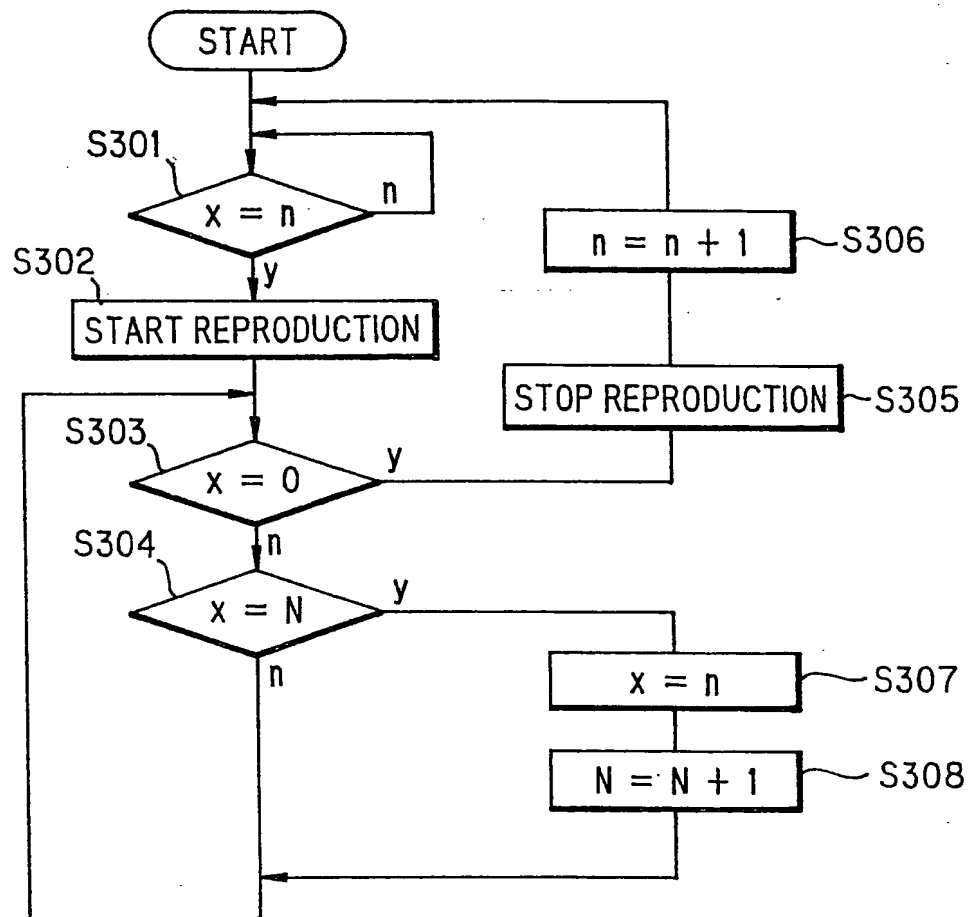 START
S301
x = n
n
y
S302
START REPRODUCTION
S303
x = 0
y
n
S304
x = N
y
n
n = n + 1
S306
STOP REPRODUCTION
S305
x = n
S307
N = N + 1
S308